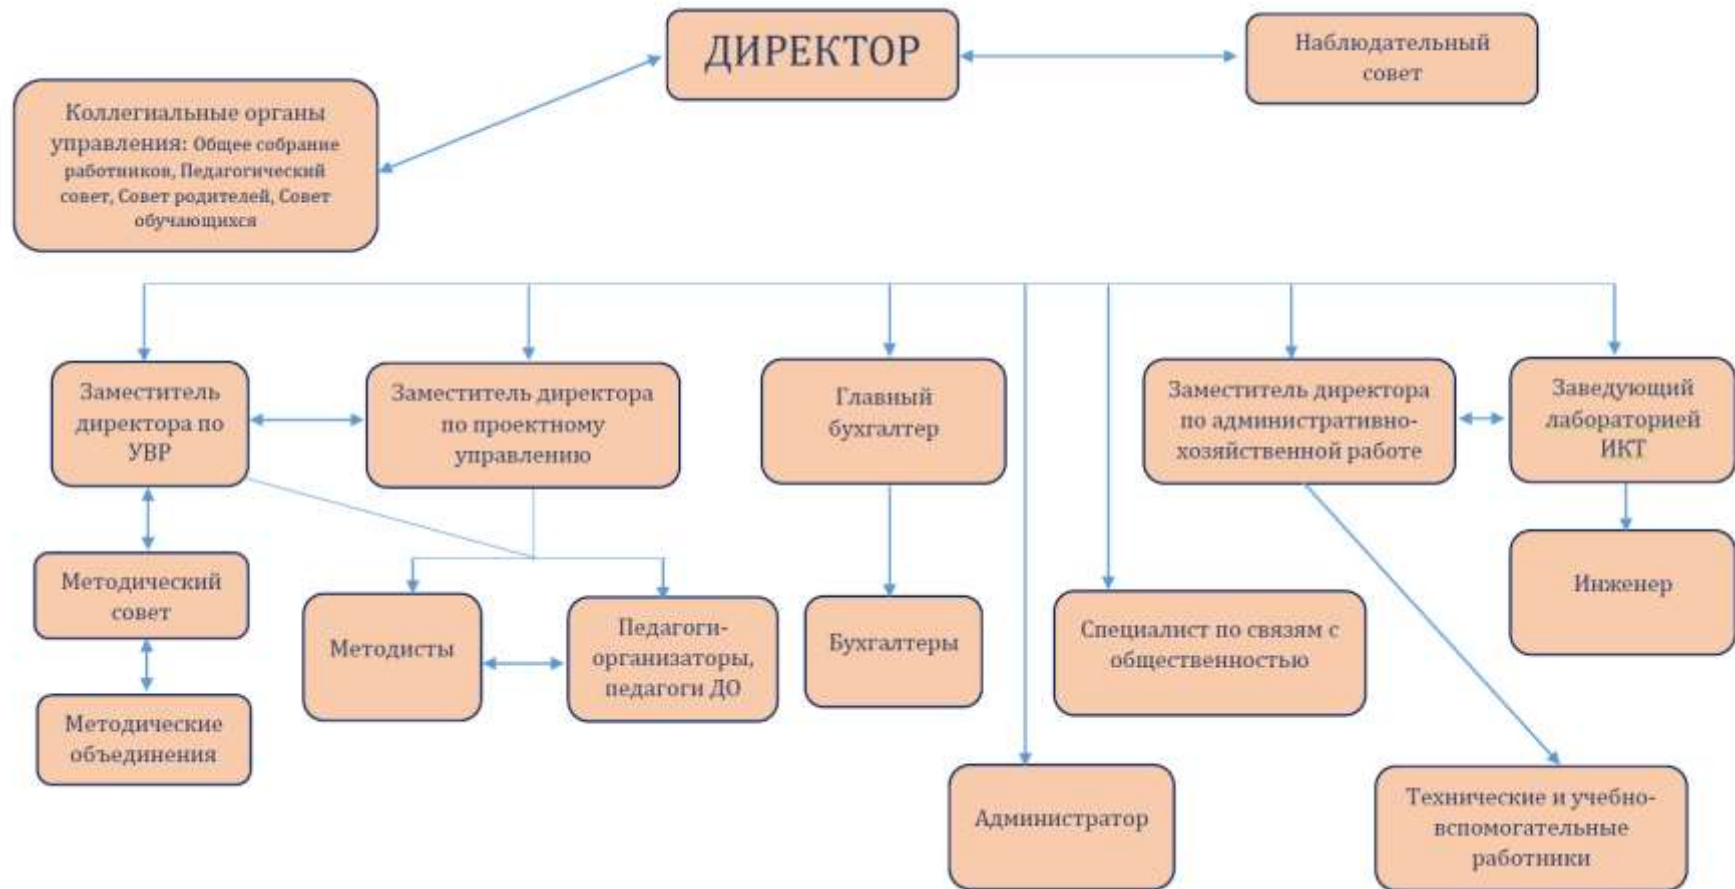 ДИРЕКТОР
Наблюдательный
совет
Коллегиальные органы
управления: Общее собрание
работников, Педагогический
совет, Совет родителей, Совет
обучающихся
Заместитель
директора по
УВР
Заместитель директора
по проектному
управлению
Главный
бухгалтер
Заместитель директора
по административно-
хозяйственной работе
Заведующий
лабораторией
ИКТ
Методический
совет
Методические
объединения
Методисты
Педагоги-
организаторы,
педагоги ДО
Бухгалтеры
Специалист по связям с
общественностью
Инженер
Администратор
Технические и учебно-
вспомогательные
работники